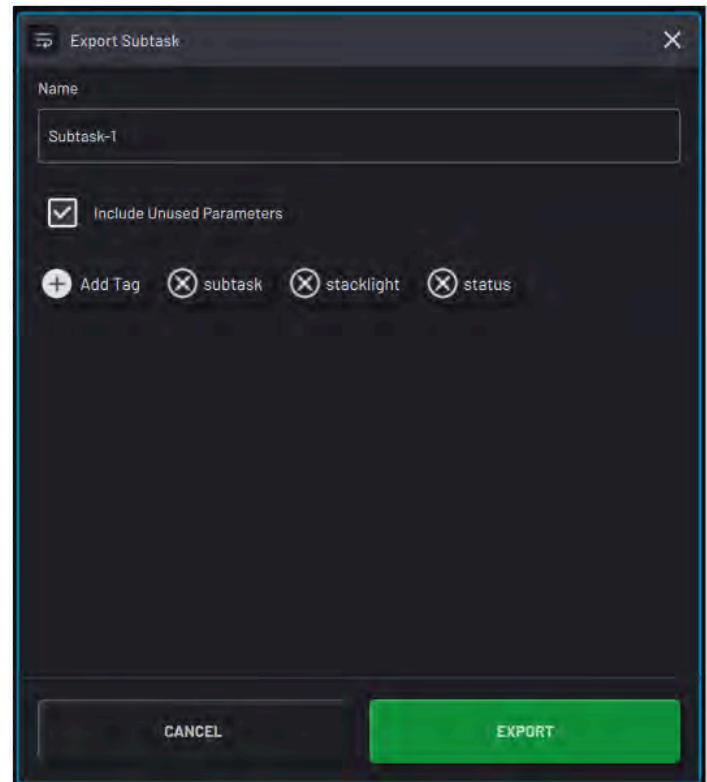 Export Subtask
Name
Subtask-1
Include Unused Parameters
Add Tag subtask stacklight status
CANCEL EXPORT